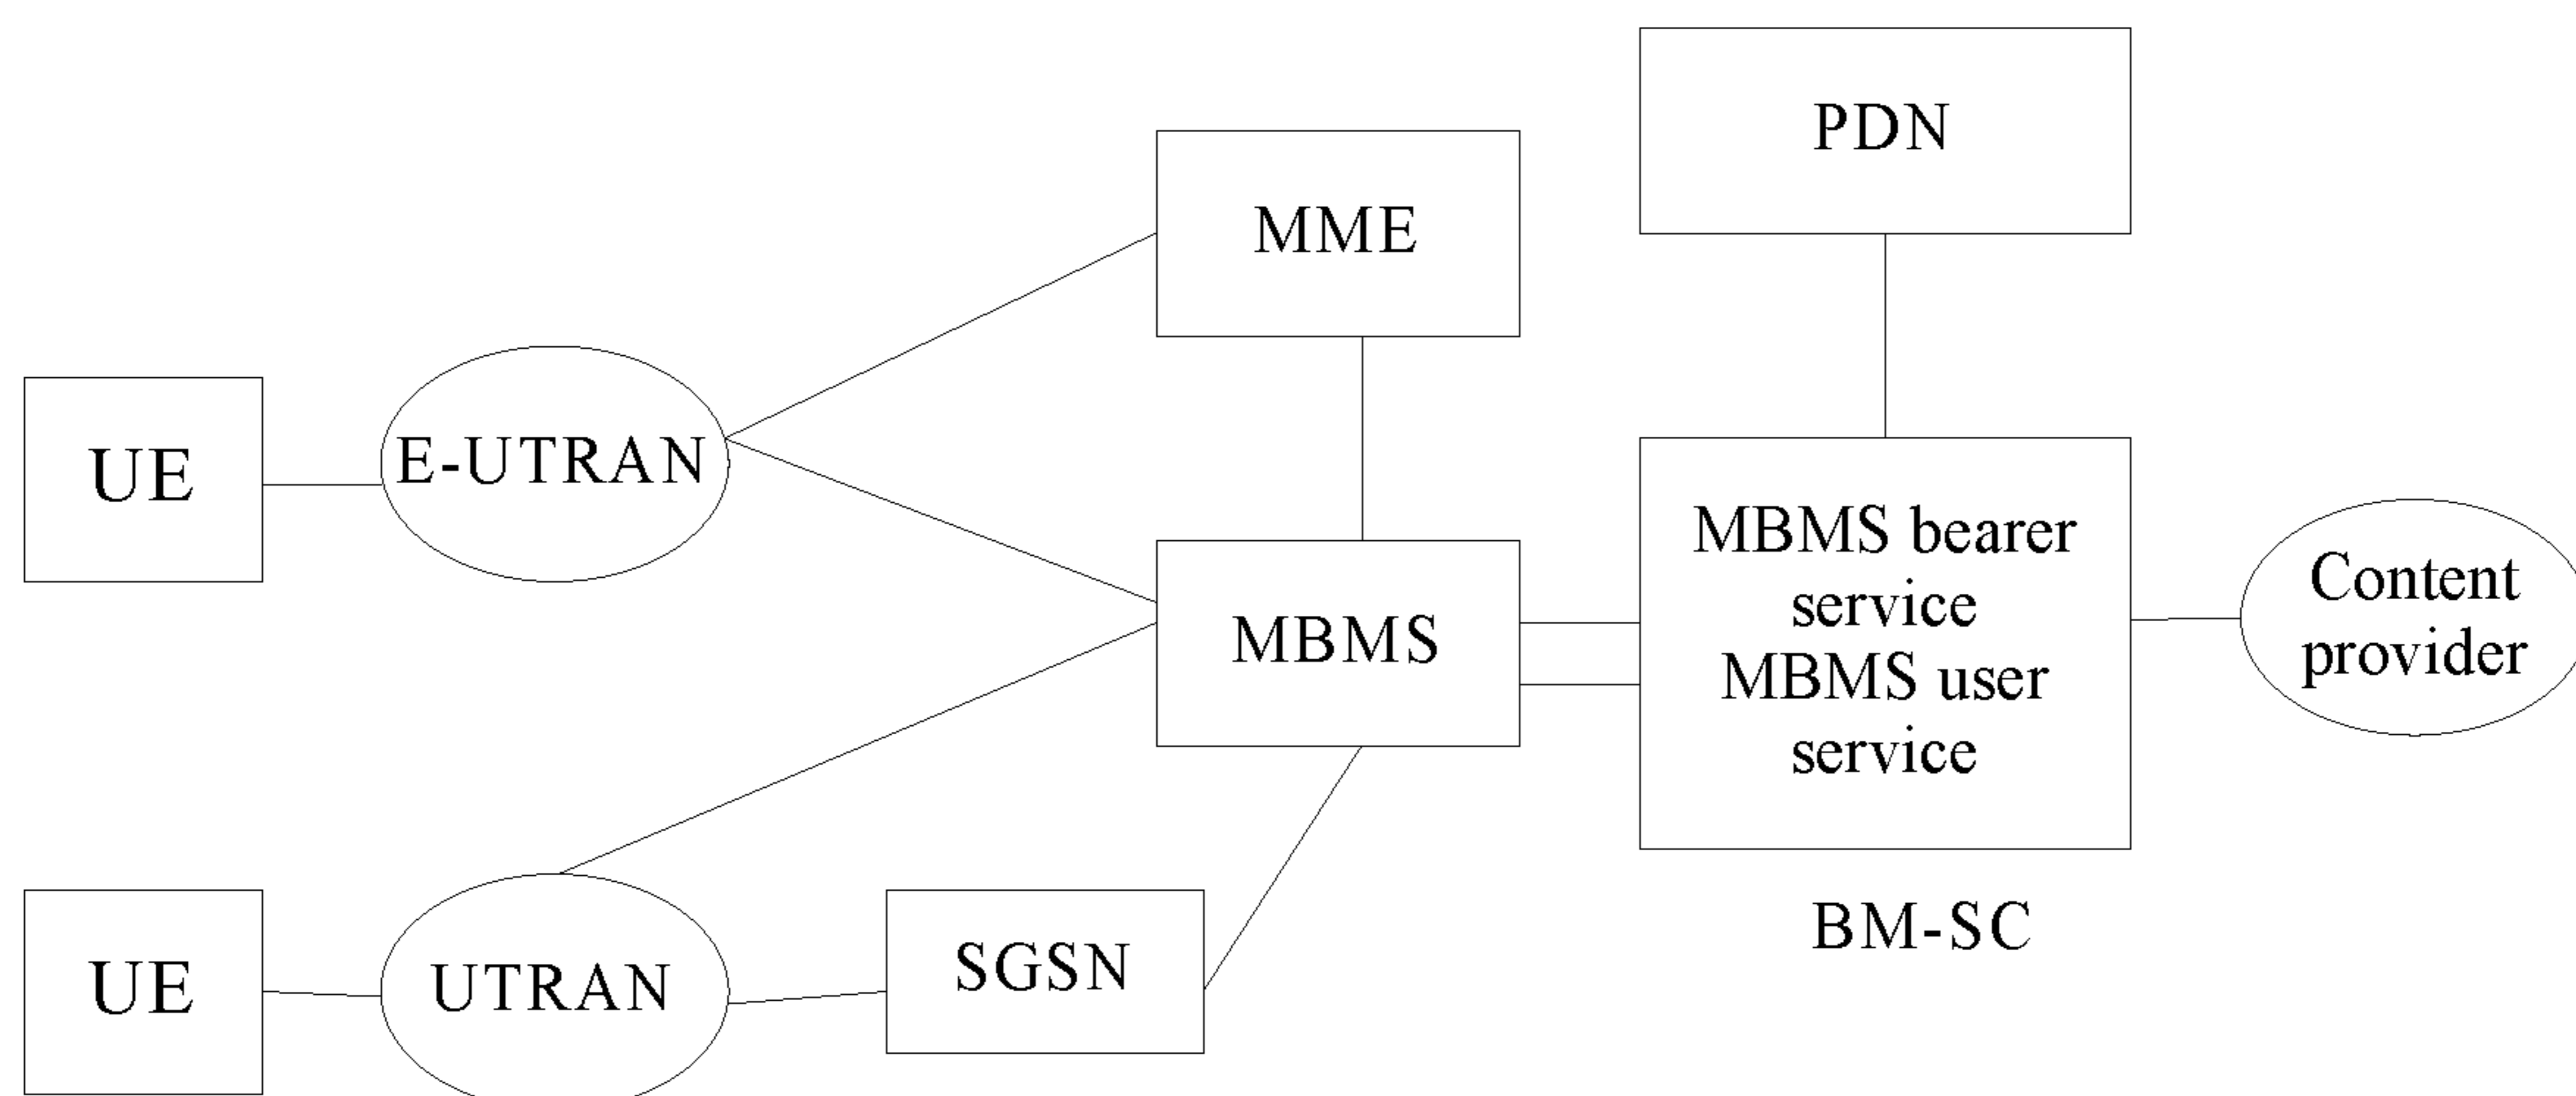 PDN
MME
UE
E-UTRAN
MBMS
MBMS bearer
service
MBMS user
service
Content
provider
BM-SC
UE
UTRAN
SGSN